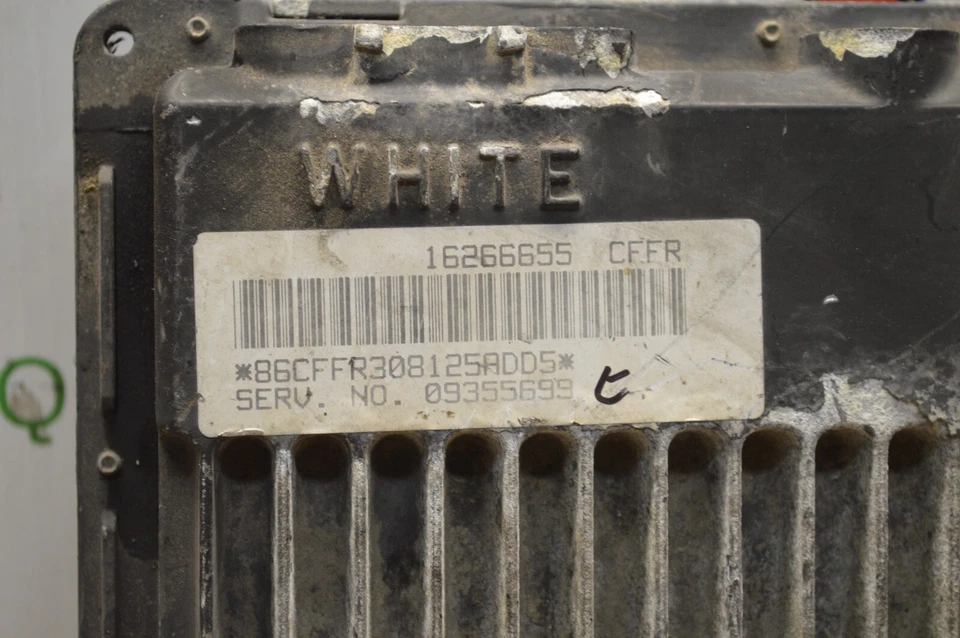 WHITE
16266655 CFFR
*86CFFR308125ADD5*
SERV. NO. 09355699
t
Q